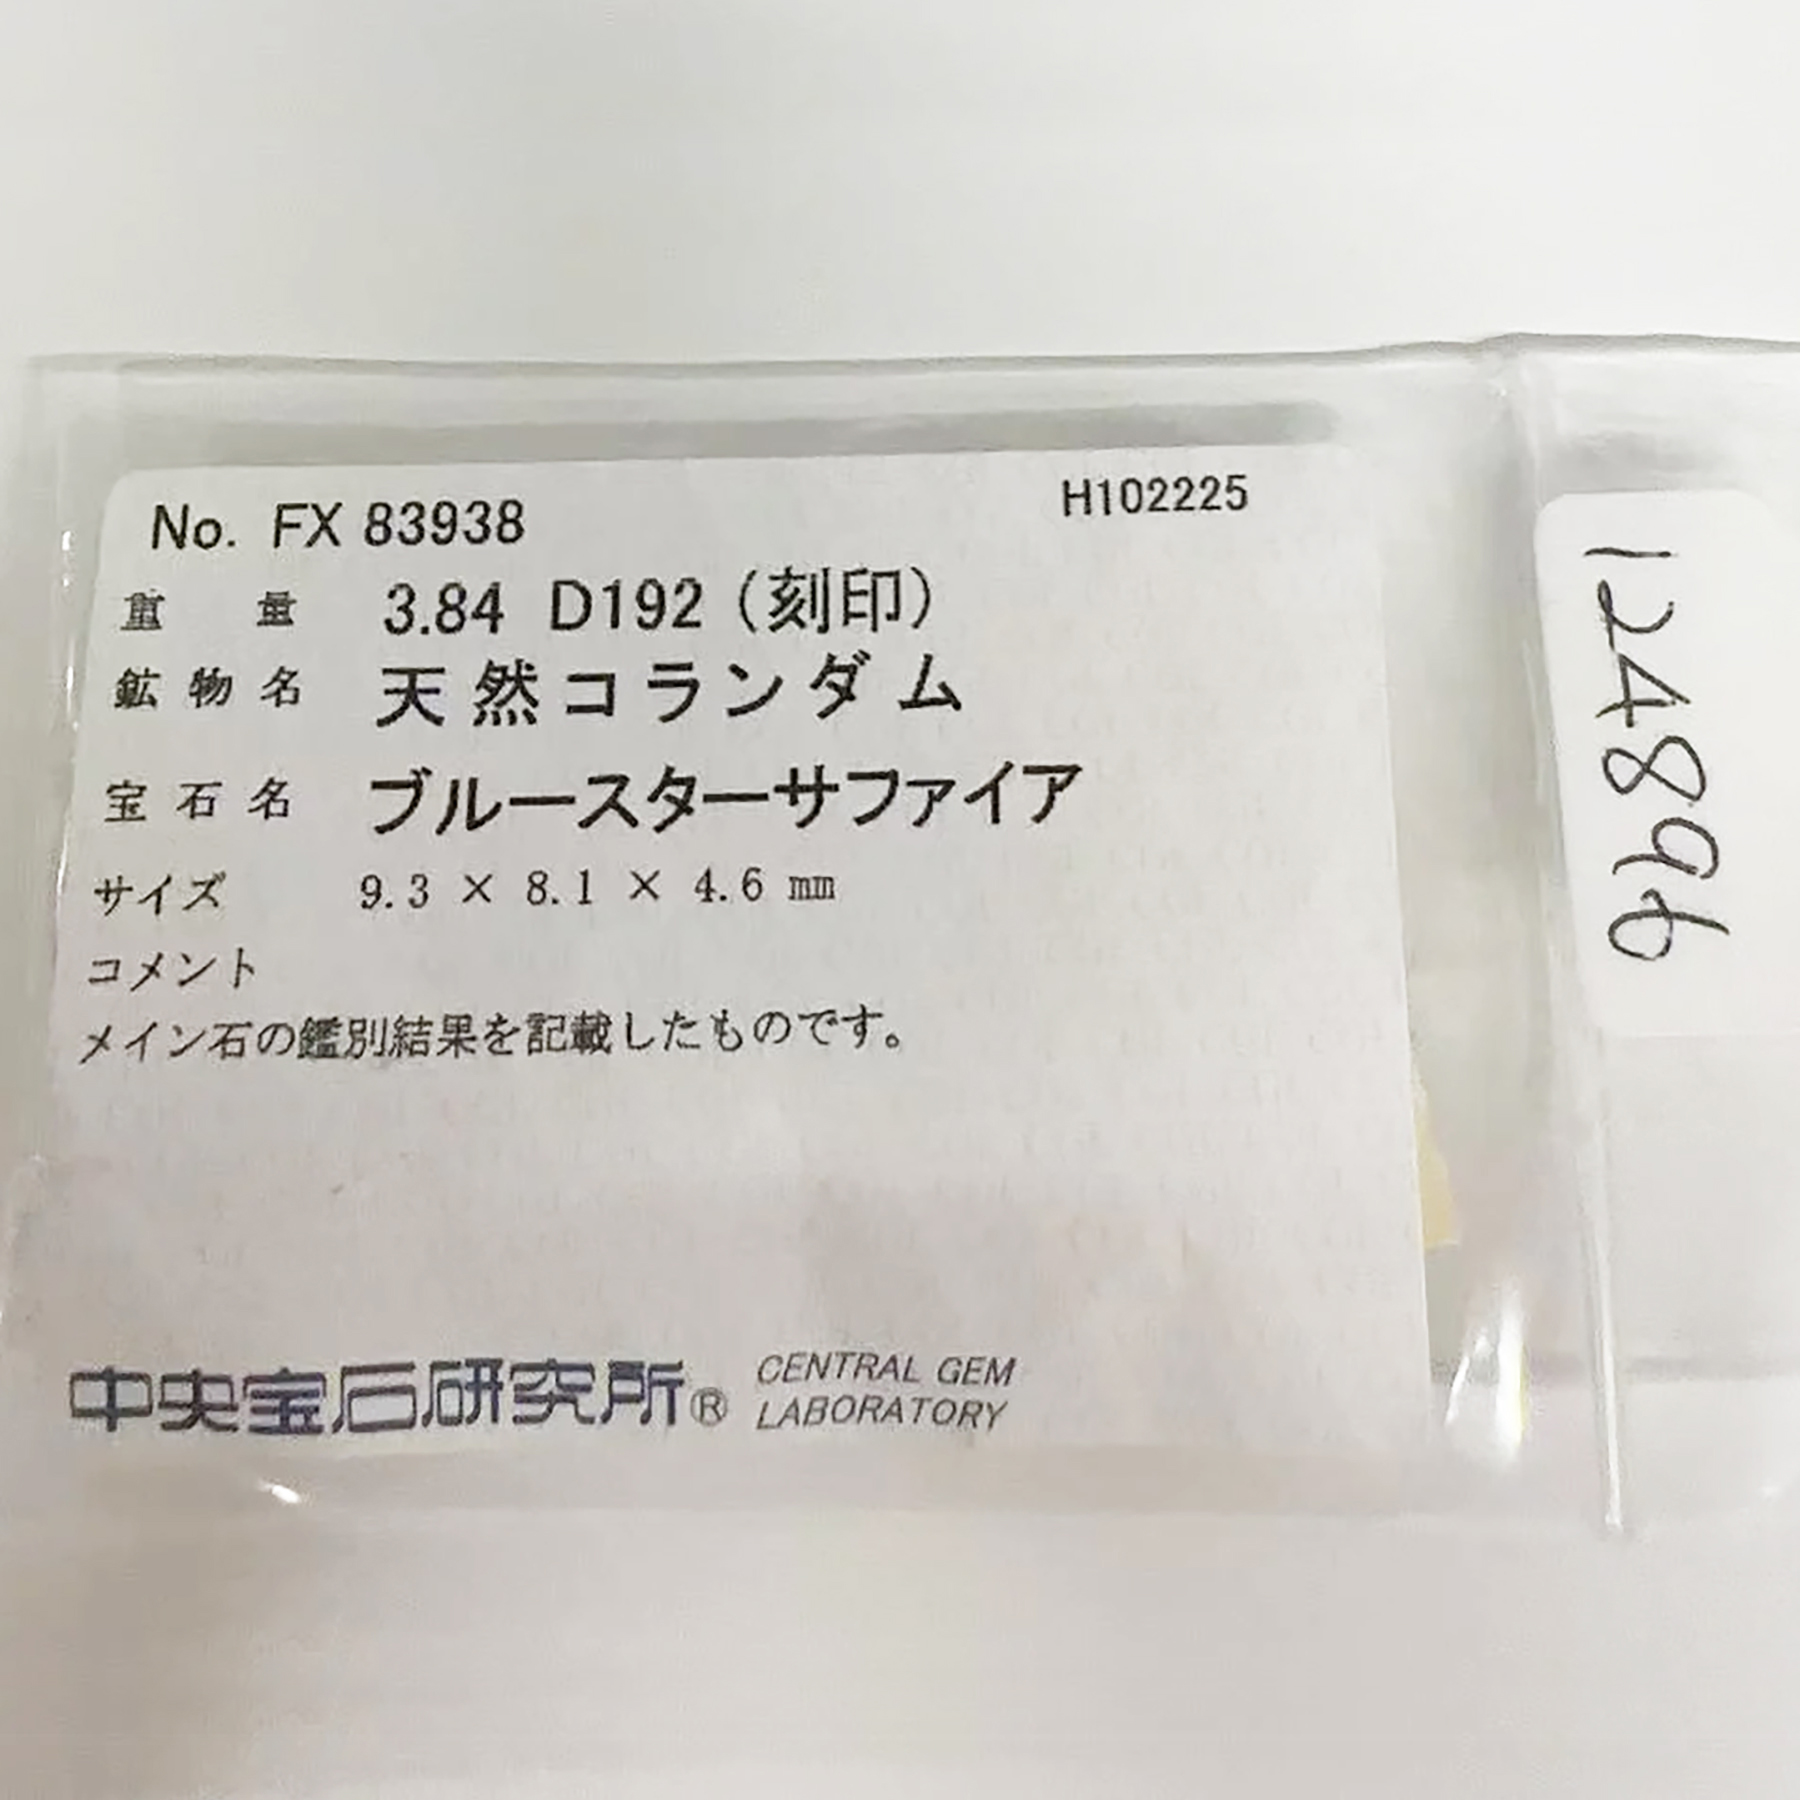 No. FX 83938 H102225
重量 3.84 D192 (刻印)
鉱物名 天然コランダム
宝石名 ブルースターサファイア
サイズ 9.3 × 8.1 × 4.6 mm
コメント
メイン石の鑑別結果を記載したものです。
中央宝石研究所® CENTRAL GEM
LABORATORY
124896